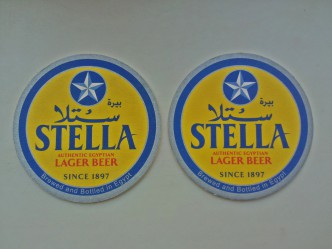 بيرة
ستلا
STELLA
AUTHENTIC EGYPTIAN
LAGER BEER
SINCE 1897
Brewed and Bottled in Egypt
بيرة
ستلا
STELLA
AUTHENTIC EGYPTIAN
LAGER BEER
SINCE 1897
Brewed and Bottled in Egypt